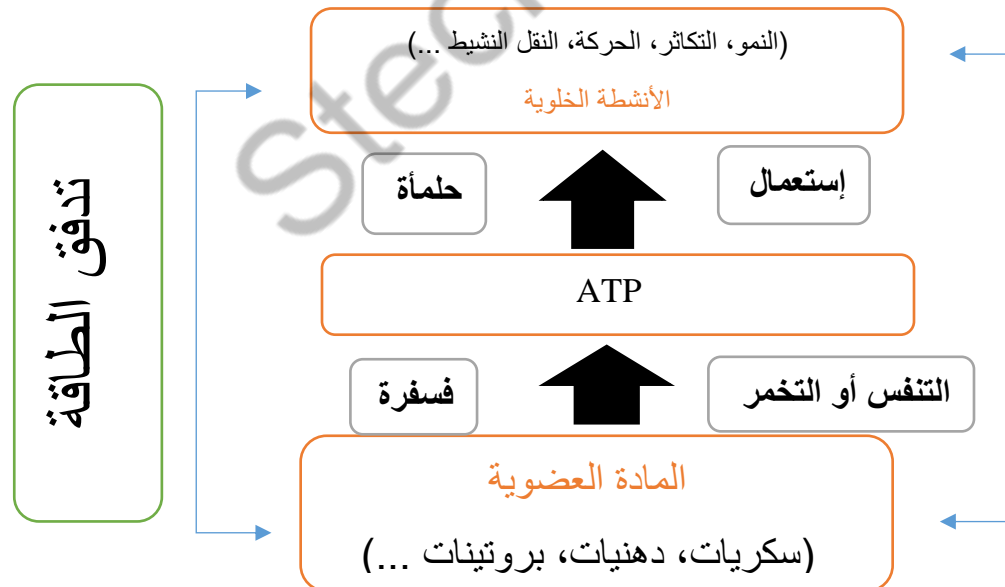 (النمو، التكاثر، الحركة، النقل النشيط ...)
الأنشطة الخلوية
إستعمال
حلمأة
ATP
التنفس أو التخمر
فسفرة
المادة العضوية
(سكريات، دهنيات، بروتينات ...)
تدفق الطاقة